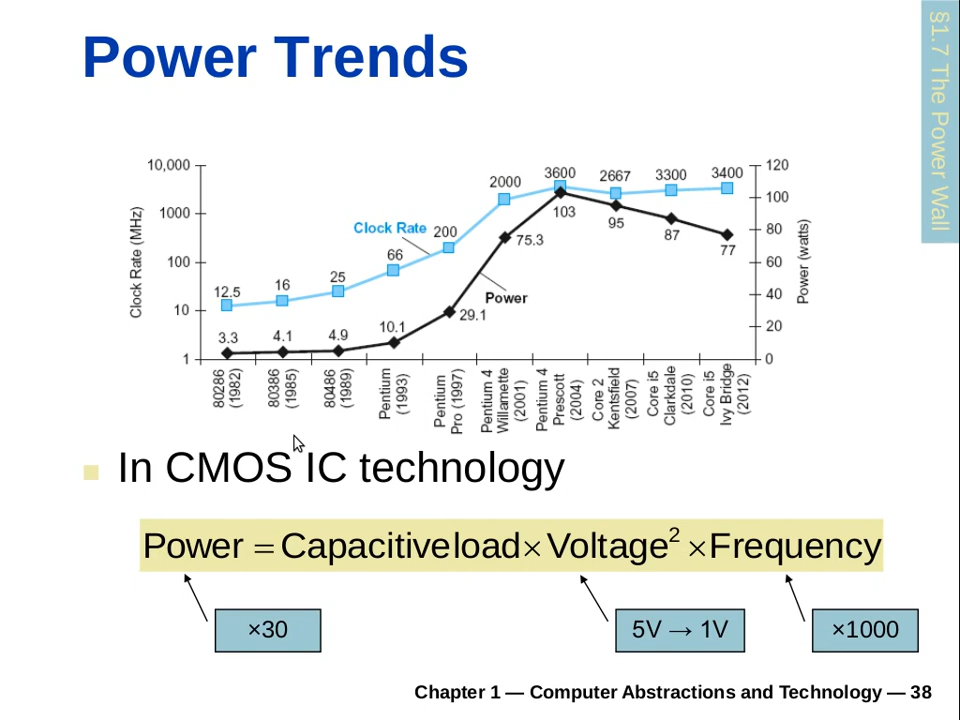 Power Trends
§1.7 The Power Wall
10,000
1000
100
10
1
Clock Rate (MHz)
120
100
80
60
40
20
0
Power (watts)
Clock Rate
Power
12.5
16
25
66
200
2000
3600
2667
3300
3400
3.3
4.1
4.9
10.1
29.1
75.3
103
95
87
77
80286
(1982)
80386
(1985)
80486
(1989)
Pentium
(1993)
Pentium
Pro (1997)
Pentium 4
Willamette
(2001)
Pentium 4
Prescott
(2004)
Core 2
Kentsfield
(2007)
Core i5
Clarkdale
(2010)
Core i5
Ivy Bridge
(2012)
In CMOS IC technology
Power = Capacitive load × Voltage² × Frequency
×30
5V → 1V
×1000
Chapter 1 — Computer Abstractions and Technology — 38